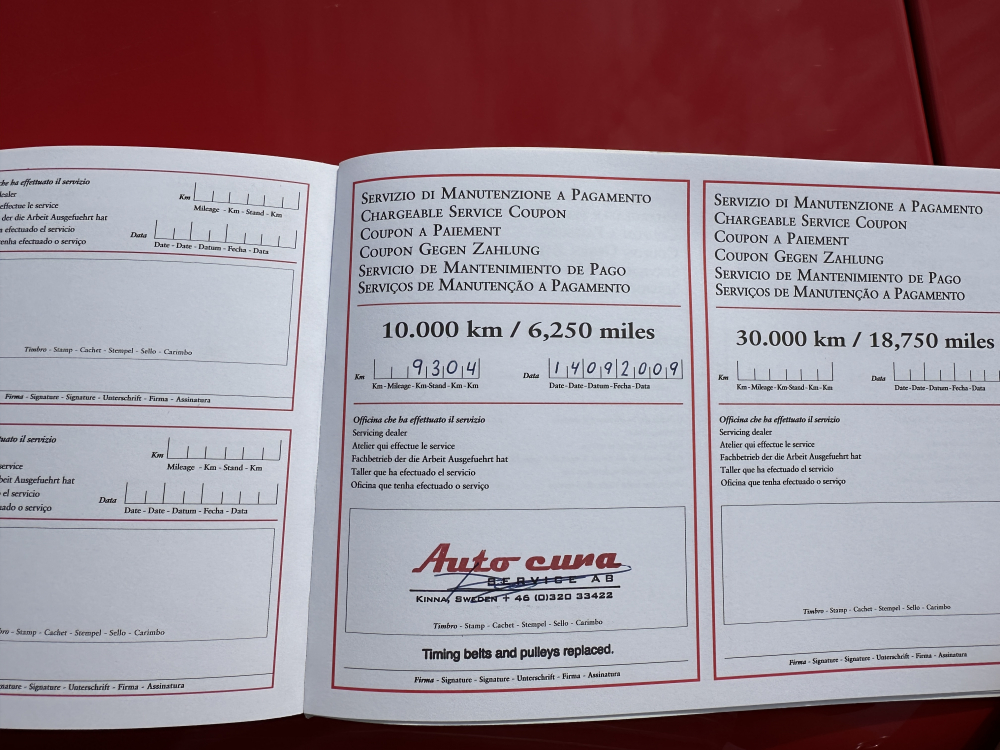 che ha effettuato il servizio
dealer
effectue le service
der die Arbeit Ausgefuehrt hat
efectuado el servicio
tenha efectuado o serviço
Km
Mileage - Km - Stand - Km
Data
Date - Date - Datum - Fecha - Data
Timbro - Stamp - Cachet - Stempel - Sello - Carimbo
Firma - Signature - Signature - Unterschrift - Firma - Assinatura
il servizio
service
Arbeit Ausgefuehrt hat
el servicio
o serviço
Km
Mileage - Km - Stand - Km
Data
Date - Date - Datum - Fecha - Data
- Stamp - Cachet - Stempel - Sello - Carimbo
- Signature - Unterschrift - Firma - Assinatura
SERVIZIO DI MANUTENZIONE A PAGAMENTO
CHARGEABLE SERVICE COUPON
COUPON A PAIEMENT
COUPON GEGEN ZAHLUNG
SERVICIO DE MANTENIMIENTO DE PAGO
SERVIÇOS DE MANUTENÇÃO A PAGAMENTO
10.000 km / 6,250 miles
Km 9304 Data 14092009
Km - Mileage - Km-Stand - Km - Km Date - Date - Datum - Fecha - Data
Officina che ha effettuato il servizio
Servicing dealer
Atelier qui effectue le service
Fachbetrieb der die Arbeit Ausgefuehrt hat
Taller que ha efectuado el servicio
Oficina que tenha efectuado o serviço
Auto cura
SERVICE AB
KINNA, SWEDEN + 46 (0)320 33422
Timbro - Stamp - Cachet - Stempel - Sello - Carimbo
Timing belts and pulleys replaced.
Firma - Signature - Signature - Unterschrift - Firma - Assinatura
SERVIZIO DI MANUTENZIONE A PAGAMENTO
CHARGEABLE SERVICE COUPON
COUPON A PAIEMENT
COUPON GEGEN ZAHLUNG
SERVICIO DE MANTENIMIENTO DE PAGO
SERVIÇOS DE MANUTENÇÃO A PAGAMENTO
30.000 km / 18,750 miles
Km Data
Km - Mileage - Km-Stand - Km - Km Date - Date - Datum - Fecha - Data
Officina che ha effettuato il servizio
Servicing dealer
Atelier qui effectue le service
Fachbetrieb der die Arbeit Ausgefuehrt hat
Taller que ha efectuado el servicio
Oficina que tenha efectuado o serviço
Timbro - Stamp - Cachet - Stempel - Sello - Carimbo
Firma - Signature - Signature - Unterschrift - Firma - Assinatura